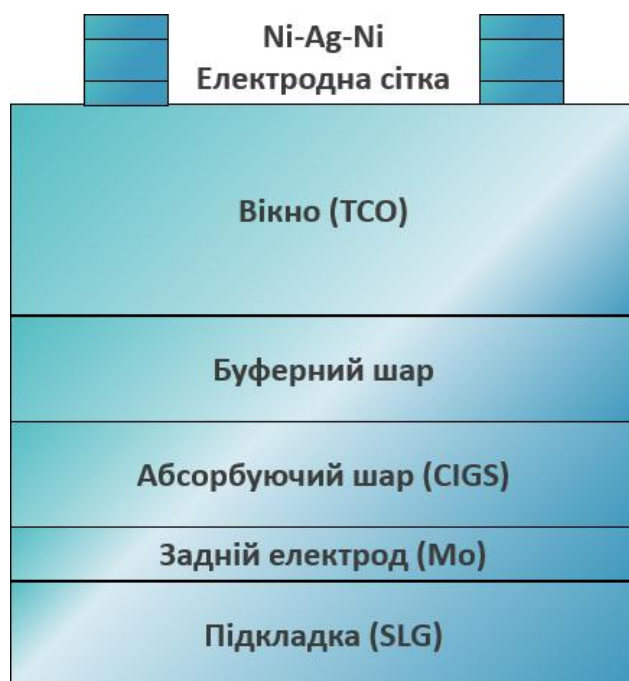 Ni-Ag-Ni
Електродна сітка
Вікно (TCO)
Буферний шар
Абсорбуючий шар (CIGS)
Задній електрод (Mo)
Підкладка (SLG)